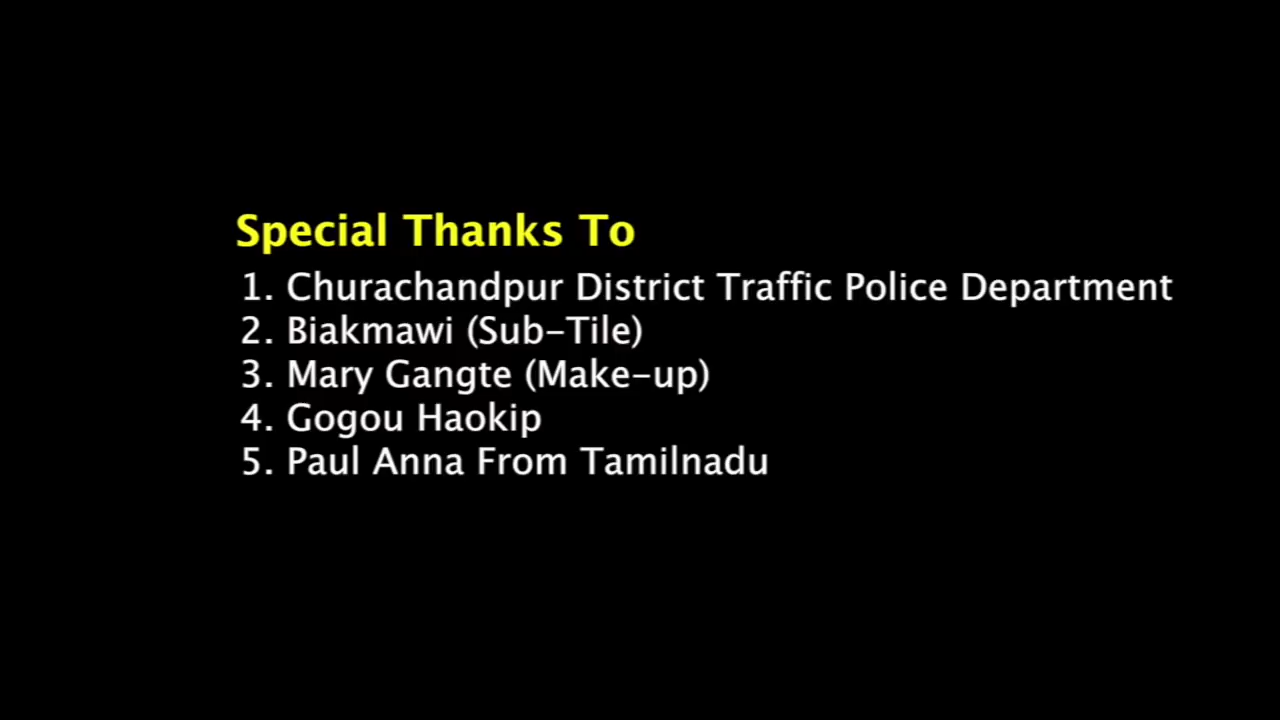 Special Thanks To
1. Churachandpur District Traffic Police Department
2. Biakmawi (Sub-Tile)
3. Mary Gangte (Make-up)
4. Gogou Haokip
5. Paul Anna From Tamilnadu